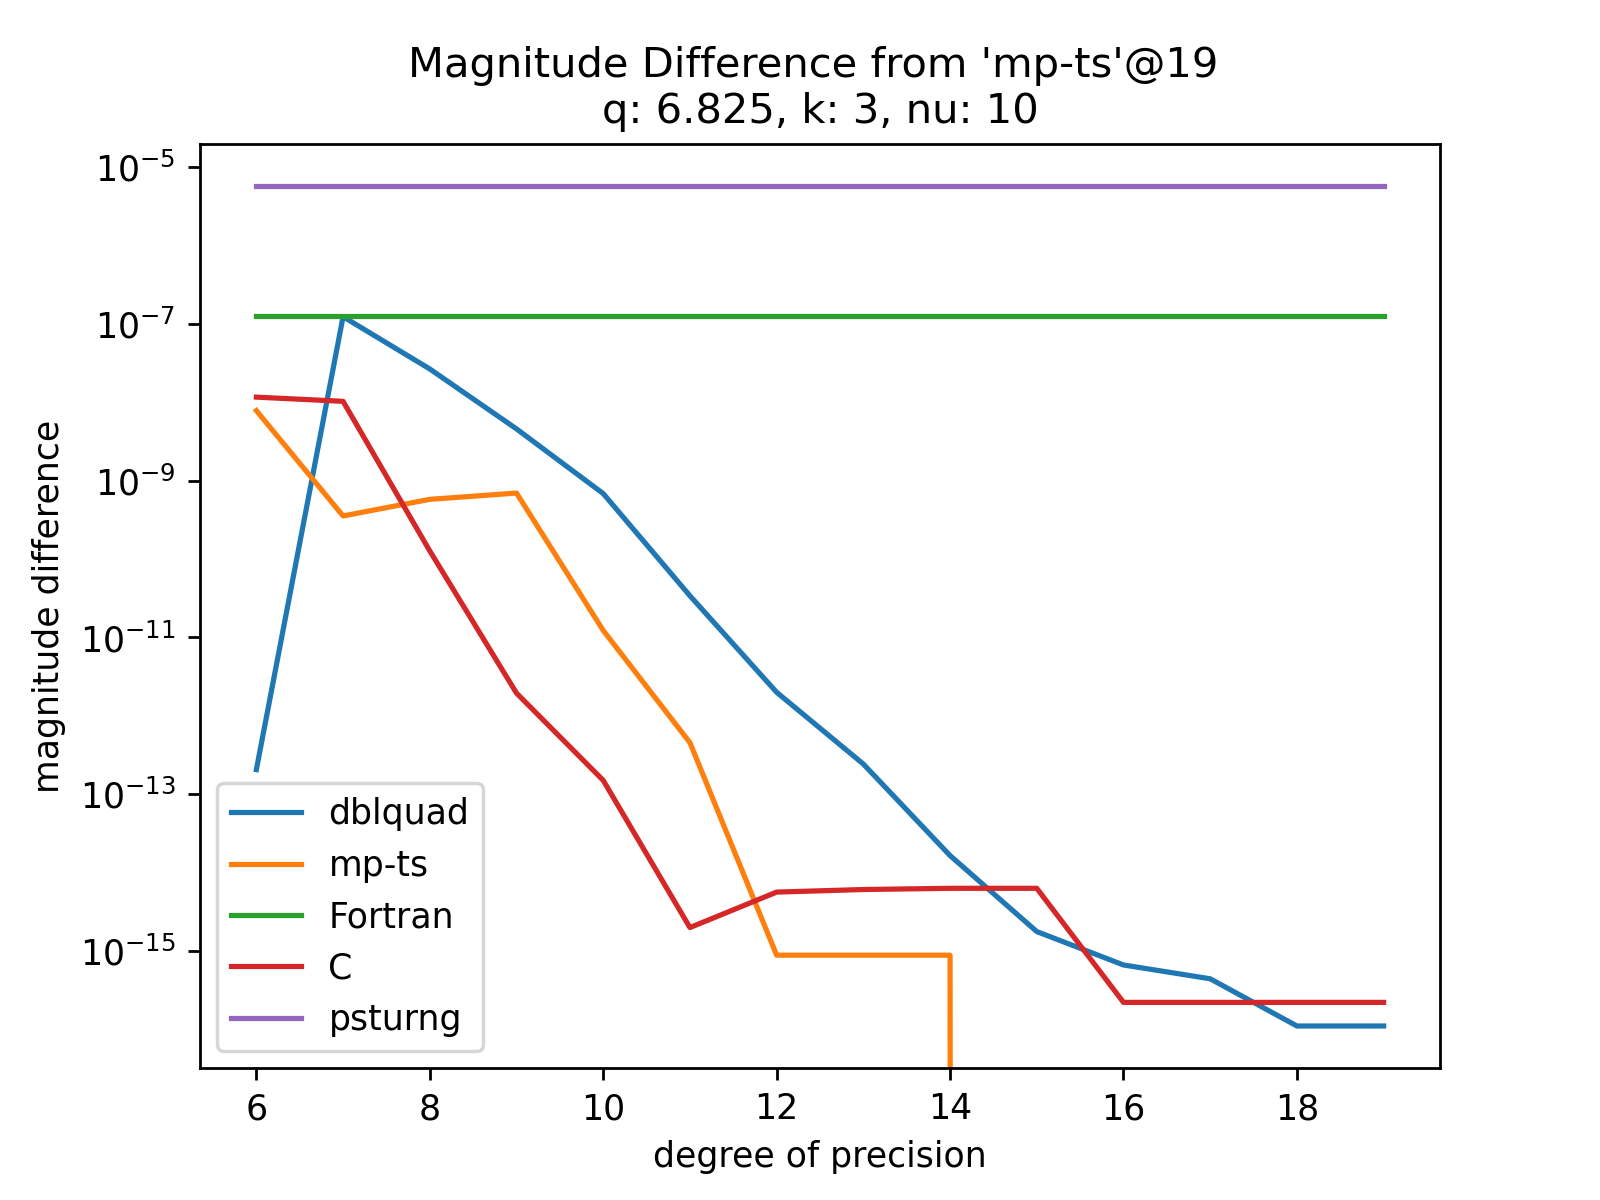 Magnitude Difference from 'mp-ts'@19
q: 6.825, k: 3, nu: 10
magnitude difference
10⁻⁵
10⁻⁷
10⁻⁹
10⁻¹¹
10⁻¹³
10⁻¹⁵
dblquad
mp-ts
Fortran
C
psturng
6 8 10 12 14 16 18
degree of precision